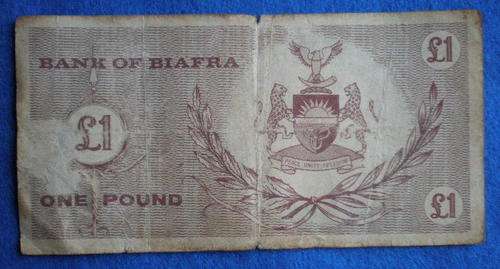 BANK OF BIAFRA
£1
£1
PEACE UNITY FREEDOM
ONE POUND
£1